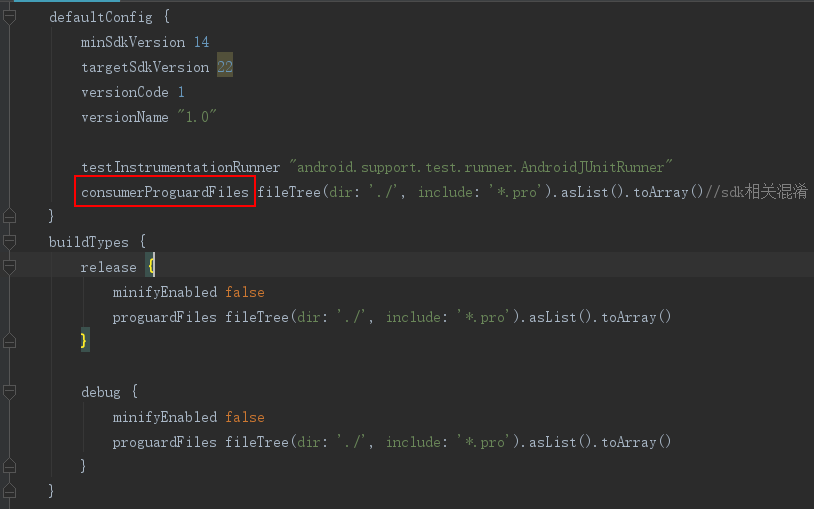 defaultConfig {
minSdkVersion 14
targetSdkVersion 22
versionCode 1
versionName "1.0"
testInstrumentationRunner "android.support.test.runner.AndroidJUnitRunner"
consumerProguardFiles fileTree(dir: './', include: '*.pro').asList().toArray()//sdk相关混淆
}
buildTypes {
release {
minifyEnabled false
proguardFiles fileTree(dir: './', include: '*.pro').asList().toArray()
}
debug {
minifyEnabled false
proguardFiles fileTree(dir: './', include: '*.pro').asList().toArray()
}
}